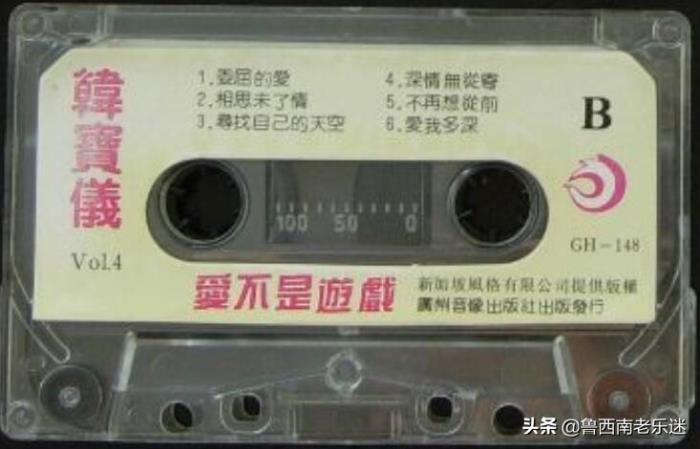 韓寶儀
Vol.4
1.委屈的愛
2.相思未了情
3.尋找自己的天空
4.深情無從寄
5.不再想從前
6.愛我多深
B
100 50 0
GH-148
愛不是遊戲
新加坡風格有限公司提供版權
廣州音像出版社出版發行
头条 @鲁西南老乐迷